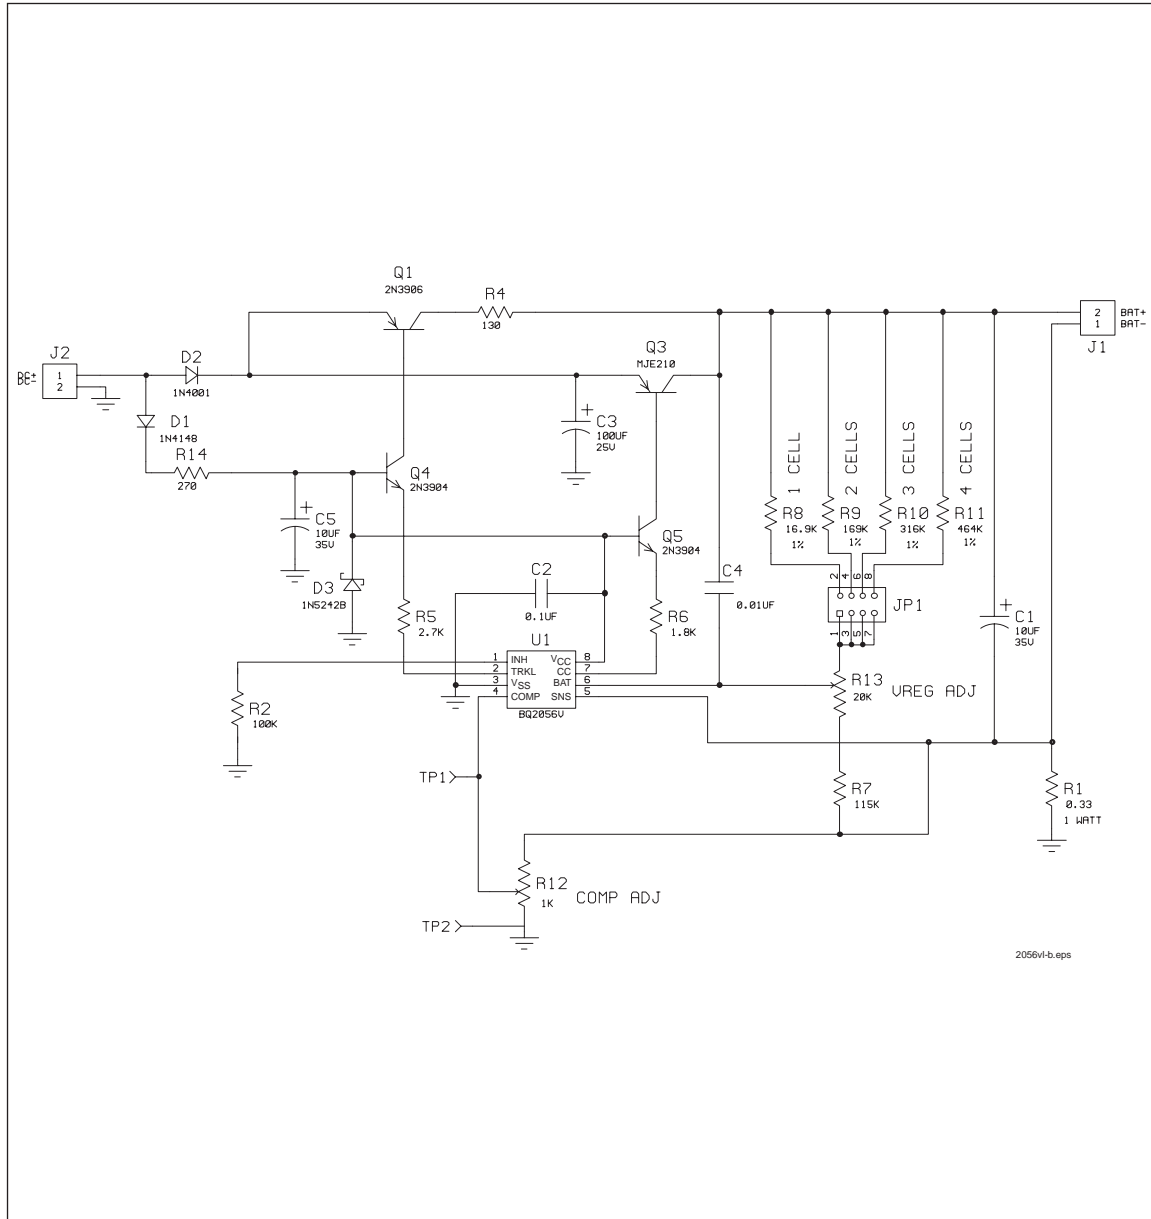 Q1
2N3906
R4
130
2
1
BAT+
BAT-
J1
J2
1
2
D2
1N4001
Q3
MJE210
D1
1N4148
R14
270
C3
100UF
25V
Q4
2N3904
+
C5
10UF
35V
+
D3
1N5242B
Q5
2N3904
C2
0.1UF
C4
0.01UF
R5
2.7K
R6
1.8K
1 CELL
2 CELLS
3 CELLS
4 CELLS
R8
16.9K
1%
R9
169K
1%
R10
316K
1%
R11
464K
1%
2
4
6
8
JP1
1
3
5
7
+
C1
10UF
35V
U1
1
INH
VCC
8
2
TRKL
CC
7
3
VSS
BAT
6
4
COMP
SNS
5
BQ2056V
R13
20K
VREG ADJ
R2
100K
TP1
R7
115K
R1
0.33
1 WATT
R12
1K
COMP ADJ
TP2
2056vl-b.eps